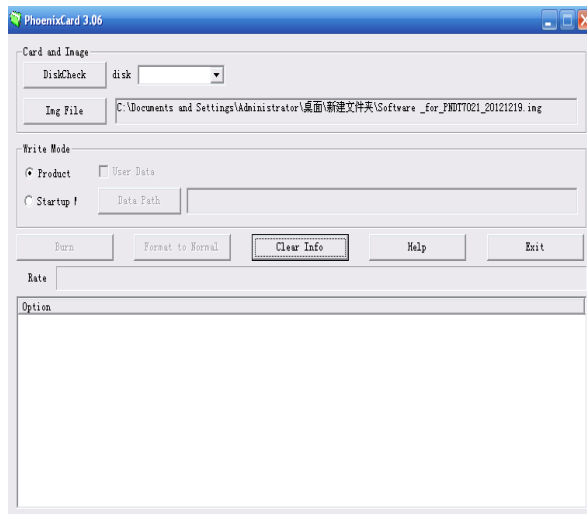 PhoenixCard 3.06
Card and Image
DiskCheck disk
Img File C:\Documents and Settings\Administrator\桌面\新建文件夹\Software _for_PNDT7021_20121219.img
Write Mode
Product User Data
Startup Data Path
Burn Format to Normal Clear Info Help Exit
Rate
Option